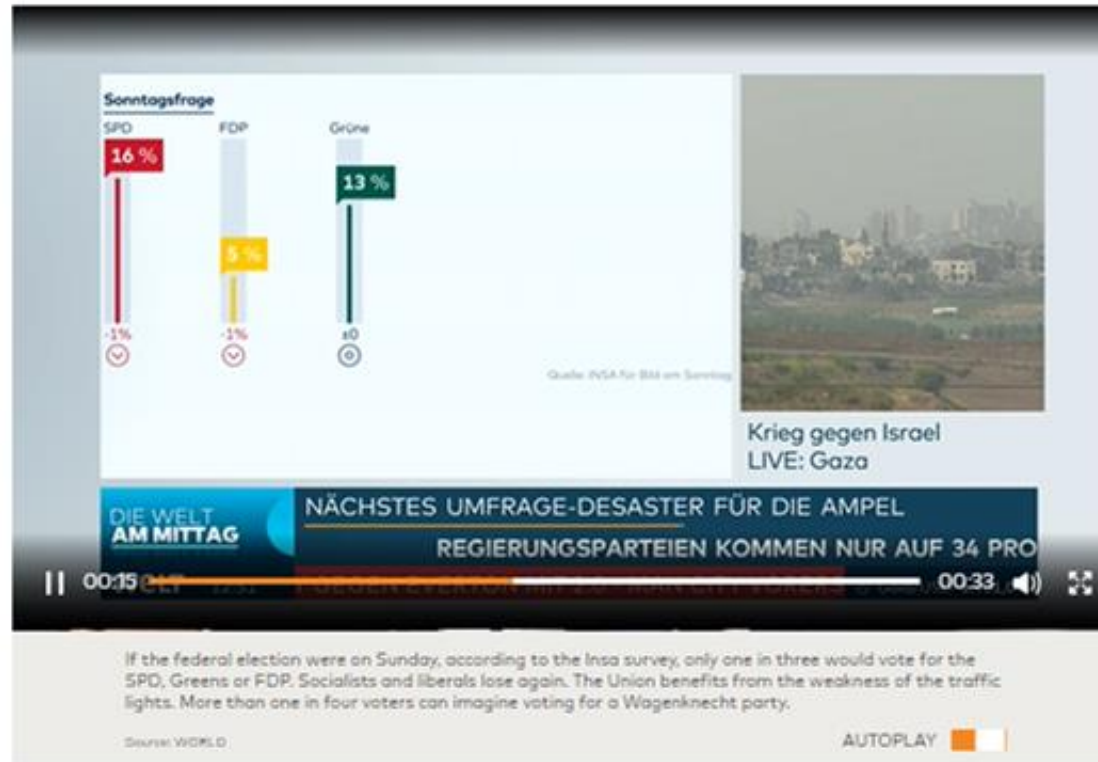 Sonntagsfrage
SPD
FDP
Grüne
16 %
5 %
13 %
-1%
-1%
±0
Quelle: INSA für Bild am Sonntag
Krieg gegen Israel
LIVE: Gaza
DIE WELT
AM MITTAG
NÄCHSTES UMFRAGE-DESASTER FÜR DIE AMPEL
REGIERUNGSPARTEIEN KOMMEN NUR AUF 34 PRO
00:15
00:33
If the federal election were on Sunday, according to the Insa survey, only one in three would vote for the
SPD, Greens or FDP. Socialists and liberals lose again. The Union benefits from the weakness of the traffic
lights. More than one in four voters can imagine voting for a Wagenknecht party.
Source: WORLD
AUTOPLAY